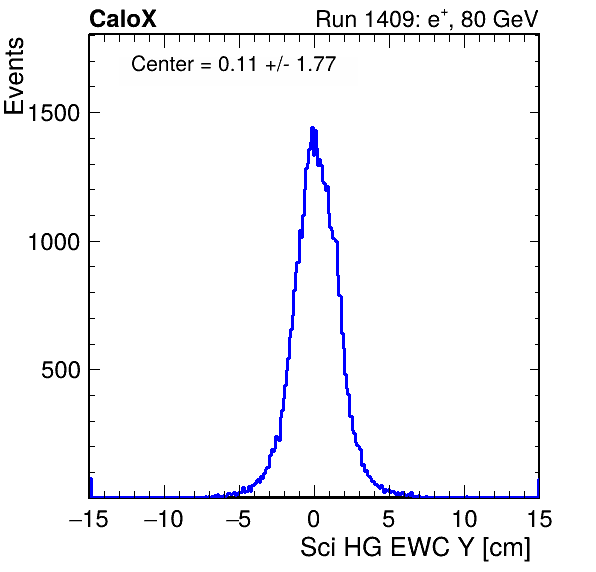 CaloX Run 1409: e⁺, 80 GeV
Center = 0.11 +/- 1.77
Events
1500
1000
500
−15 −10 −5 0 5 10 15
Sci HG EWC Y [cm]